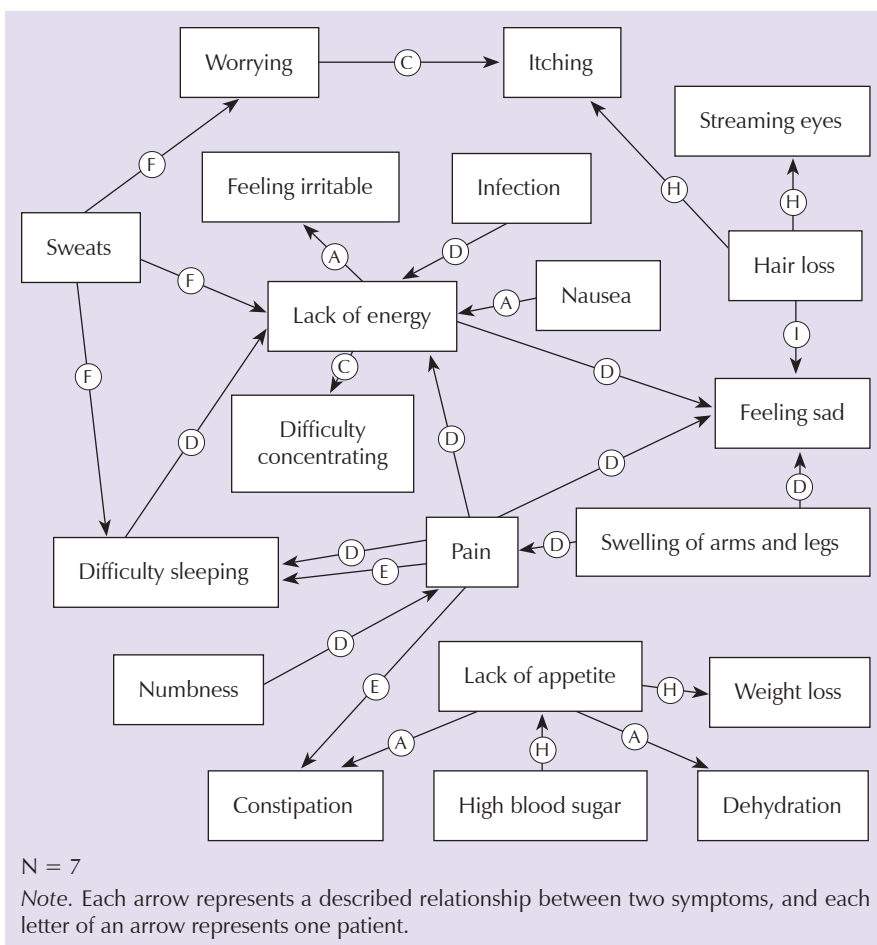 Worrying
C
Itching
Streaming eyes
F
Feeling irritable
Infection
H
H
Sweats
A
D
Hair loss
F
Lack of energy
A
Nausea
I
F
C
D
Feeling sad
D
Difficulty
concentrating
D
D
D
Difficulty sleeping
D
E
Pain
D
Swelling of arms and legs
Numbness
D
E
Lack of appetite
H
Weight loss
A
H
A
Constipation
High blood sugar
Dehydration
N = 7
Note. Each arrow represents a described relationship between two symptoms, and each
letter of an arrow represents one patient.